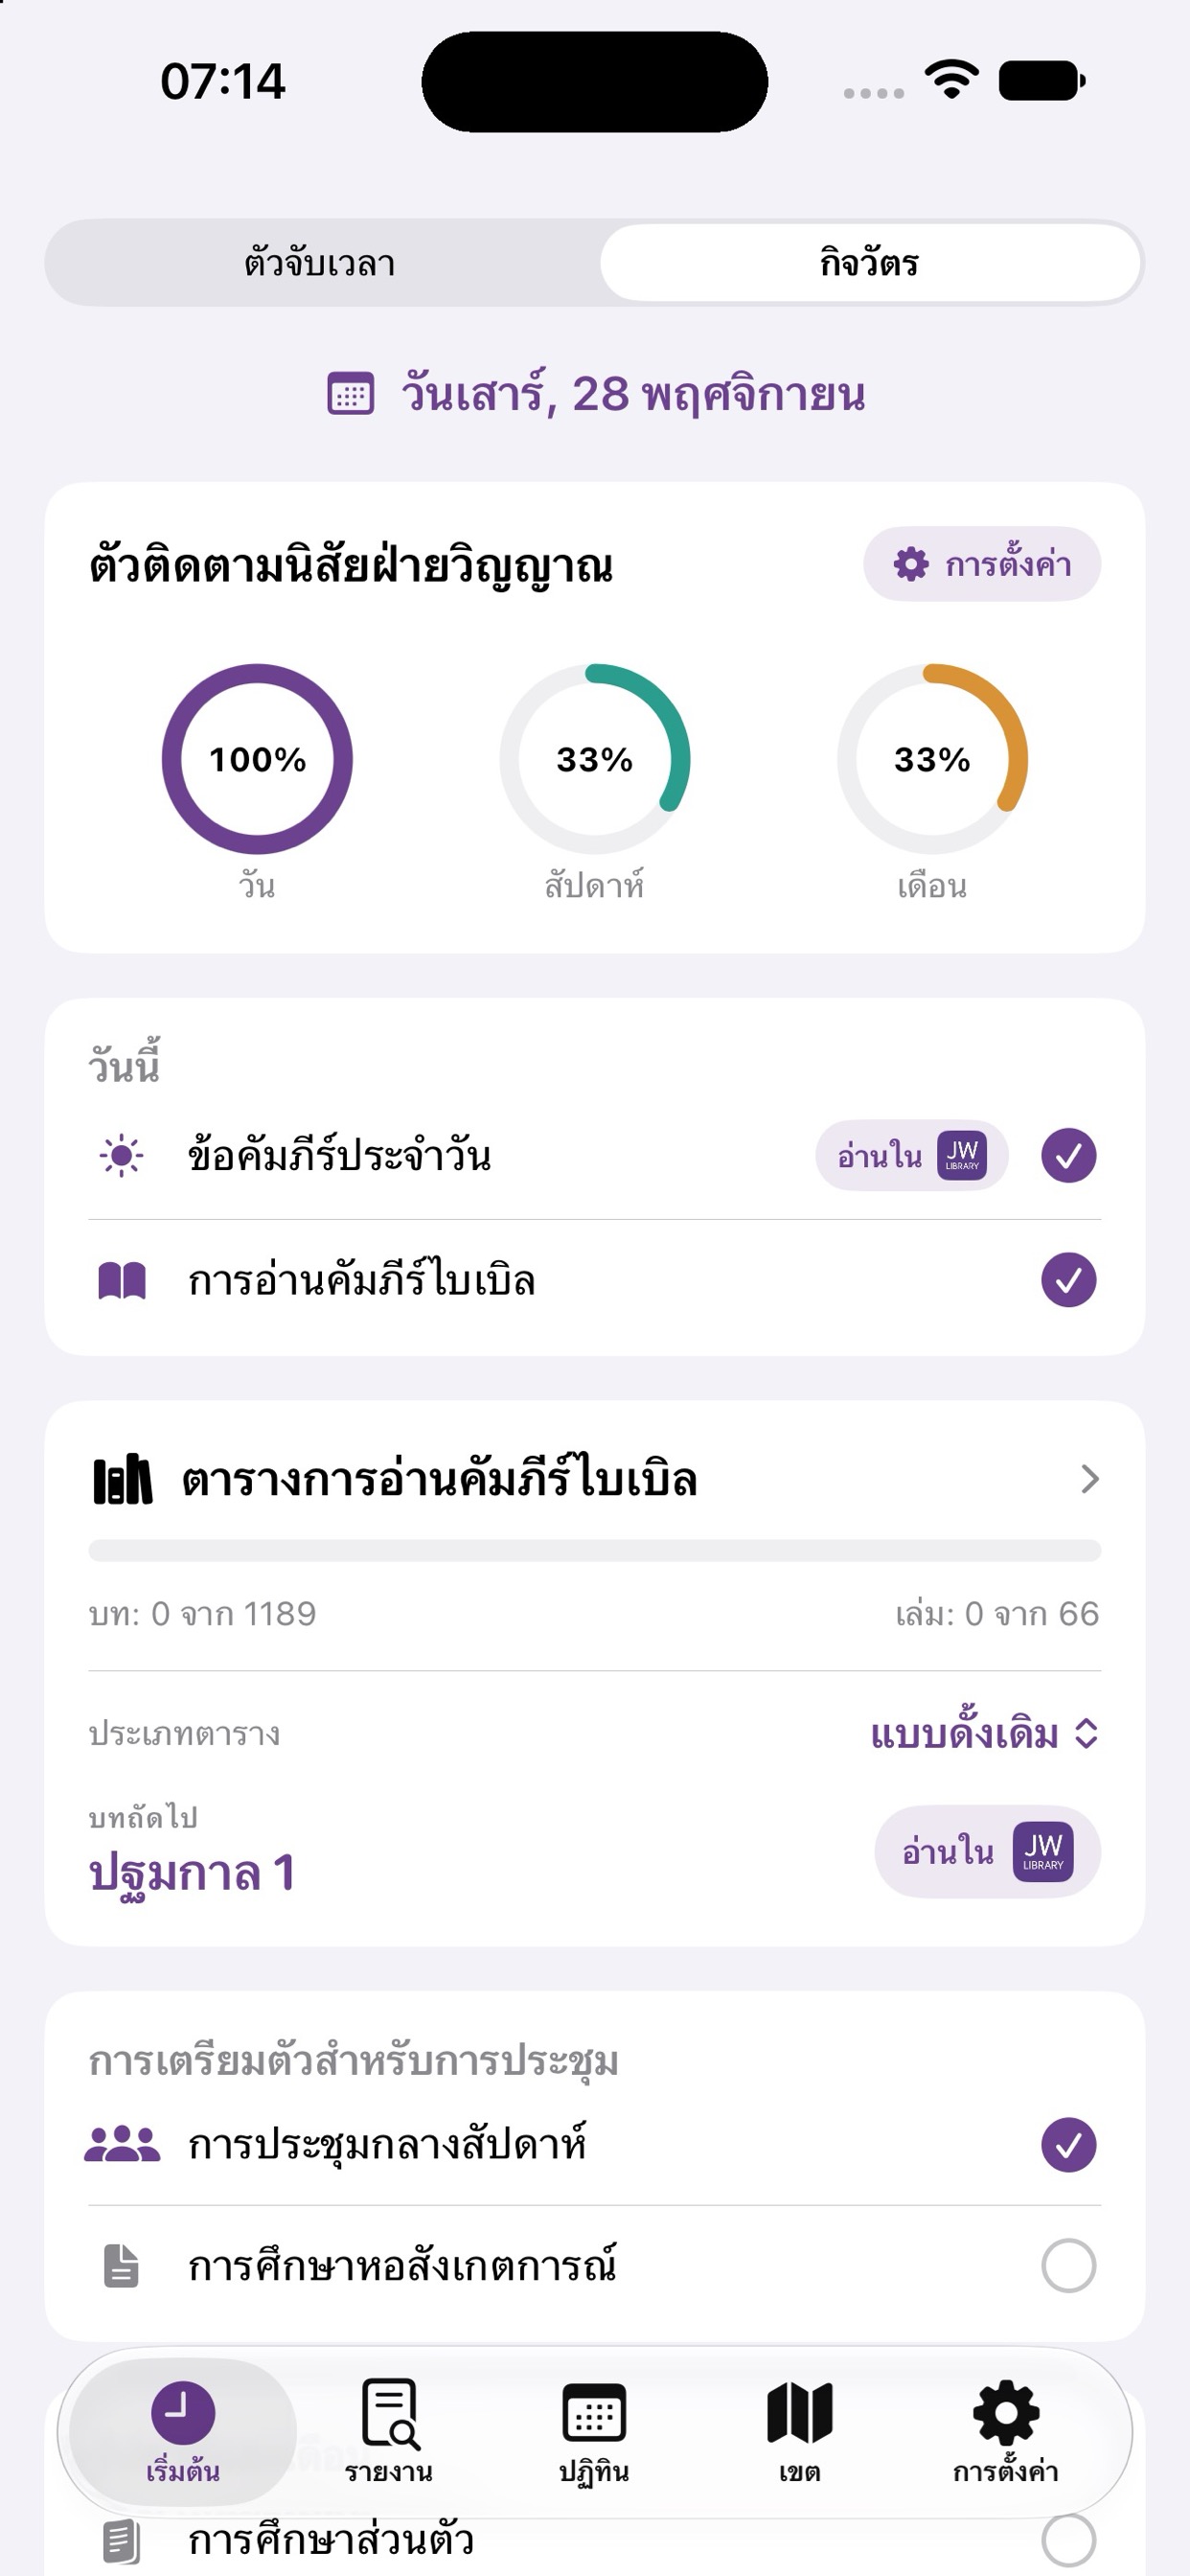 07:14
ตัวจับเวลา
กิจวัตร
วันเสาร์, 28 พฤศจิกายน
ตัวติดตามนิสัยฝ่ายวิญญาณ
การตั้งค่า
100%
33%
33%
วัน
สัปดาห์
เดือน
วันนี้
ข้อคัมภีร์ประจำวัน
อ่านใน
JW
LIBRARY
การอ่านคัมภีร์ไบเบิล
ตารางการอ่านคัมภีร์ไบเบิล
บท: 0 จาก 1189
เล่ม: 0 จาก 66
ประเภทตาราง
แบบดั้งเดิม
บทถัดไป
ปฐมกาล 1
อ่านใน
JW
LIBRARY
การเตรียมตัวสำหรับการประชุม
การประชุมกลางสัปดาห์
การศึกษาหอสังเกตการณ์
เริ่มต้น
รายงาน
ปฏิทิน
เขต
การตั้งค่า
การศึกษาส่วนตัว